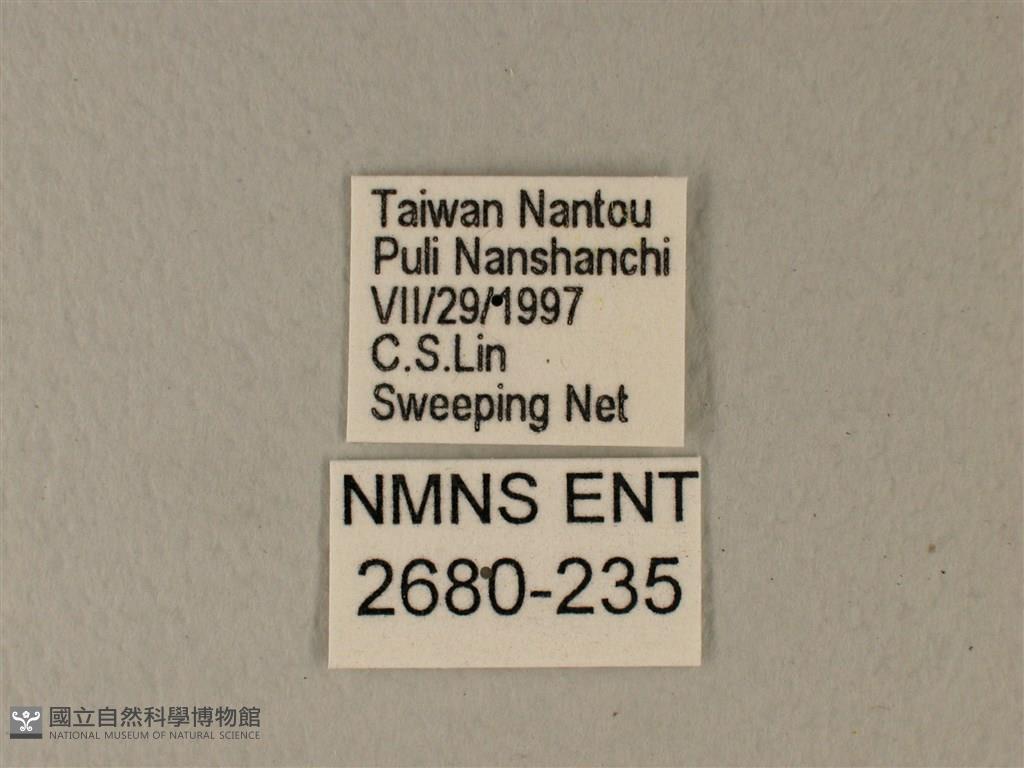 Taiwan Nantou
Puli Nanshanchi
VII/29/1997
C.S.Lin
Sweeping Net
NMNS ENT
2680-235
國立自然科學博物館
NATIONAL MUSEUM OF NATURAL SCIENCE